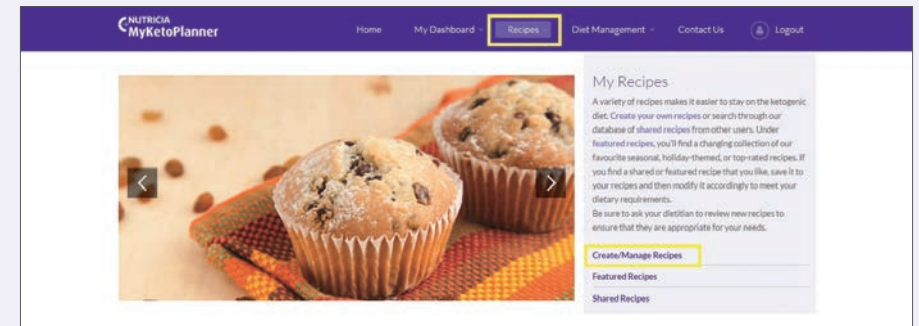 NUTRICIA
MyKetoPlanner
Home My Dashboard Recipes Diet Management Contact Us Logout
My Recipes
A variety of recipes makes it easier to stay on the ketogenic
diet. Create your own recipes or search through our
database of shared recipes from other users. Under
featured recipes, you'll find a changing collection of our
favourite seasonal, holiday-themed, or top-rated recipes. If
you find a shared or featured recipe that you like, save it to
your recipes and then modify it accordingly to meet your
dietary requirements.
Be sure to ask your dietitian to review new recipes to
ensure that they are appropriate for your needs.
Create/Manage Recipes
Featured Recipes
Shared Recipes